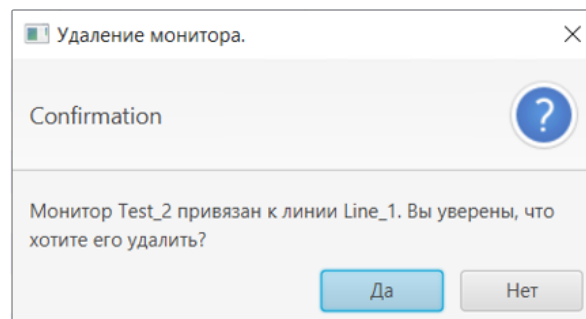 Удаление монитора.
Confirmation
?
Монитор Test_2 привязан к линии Line_1. Вы уверены, что
хотите его удалить?
Да Нет